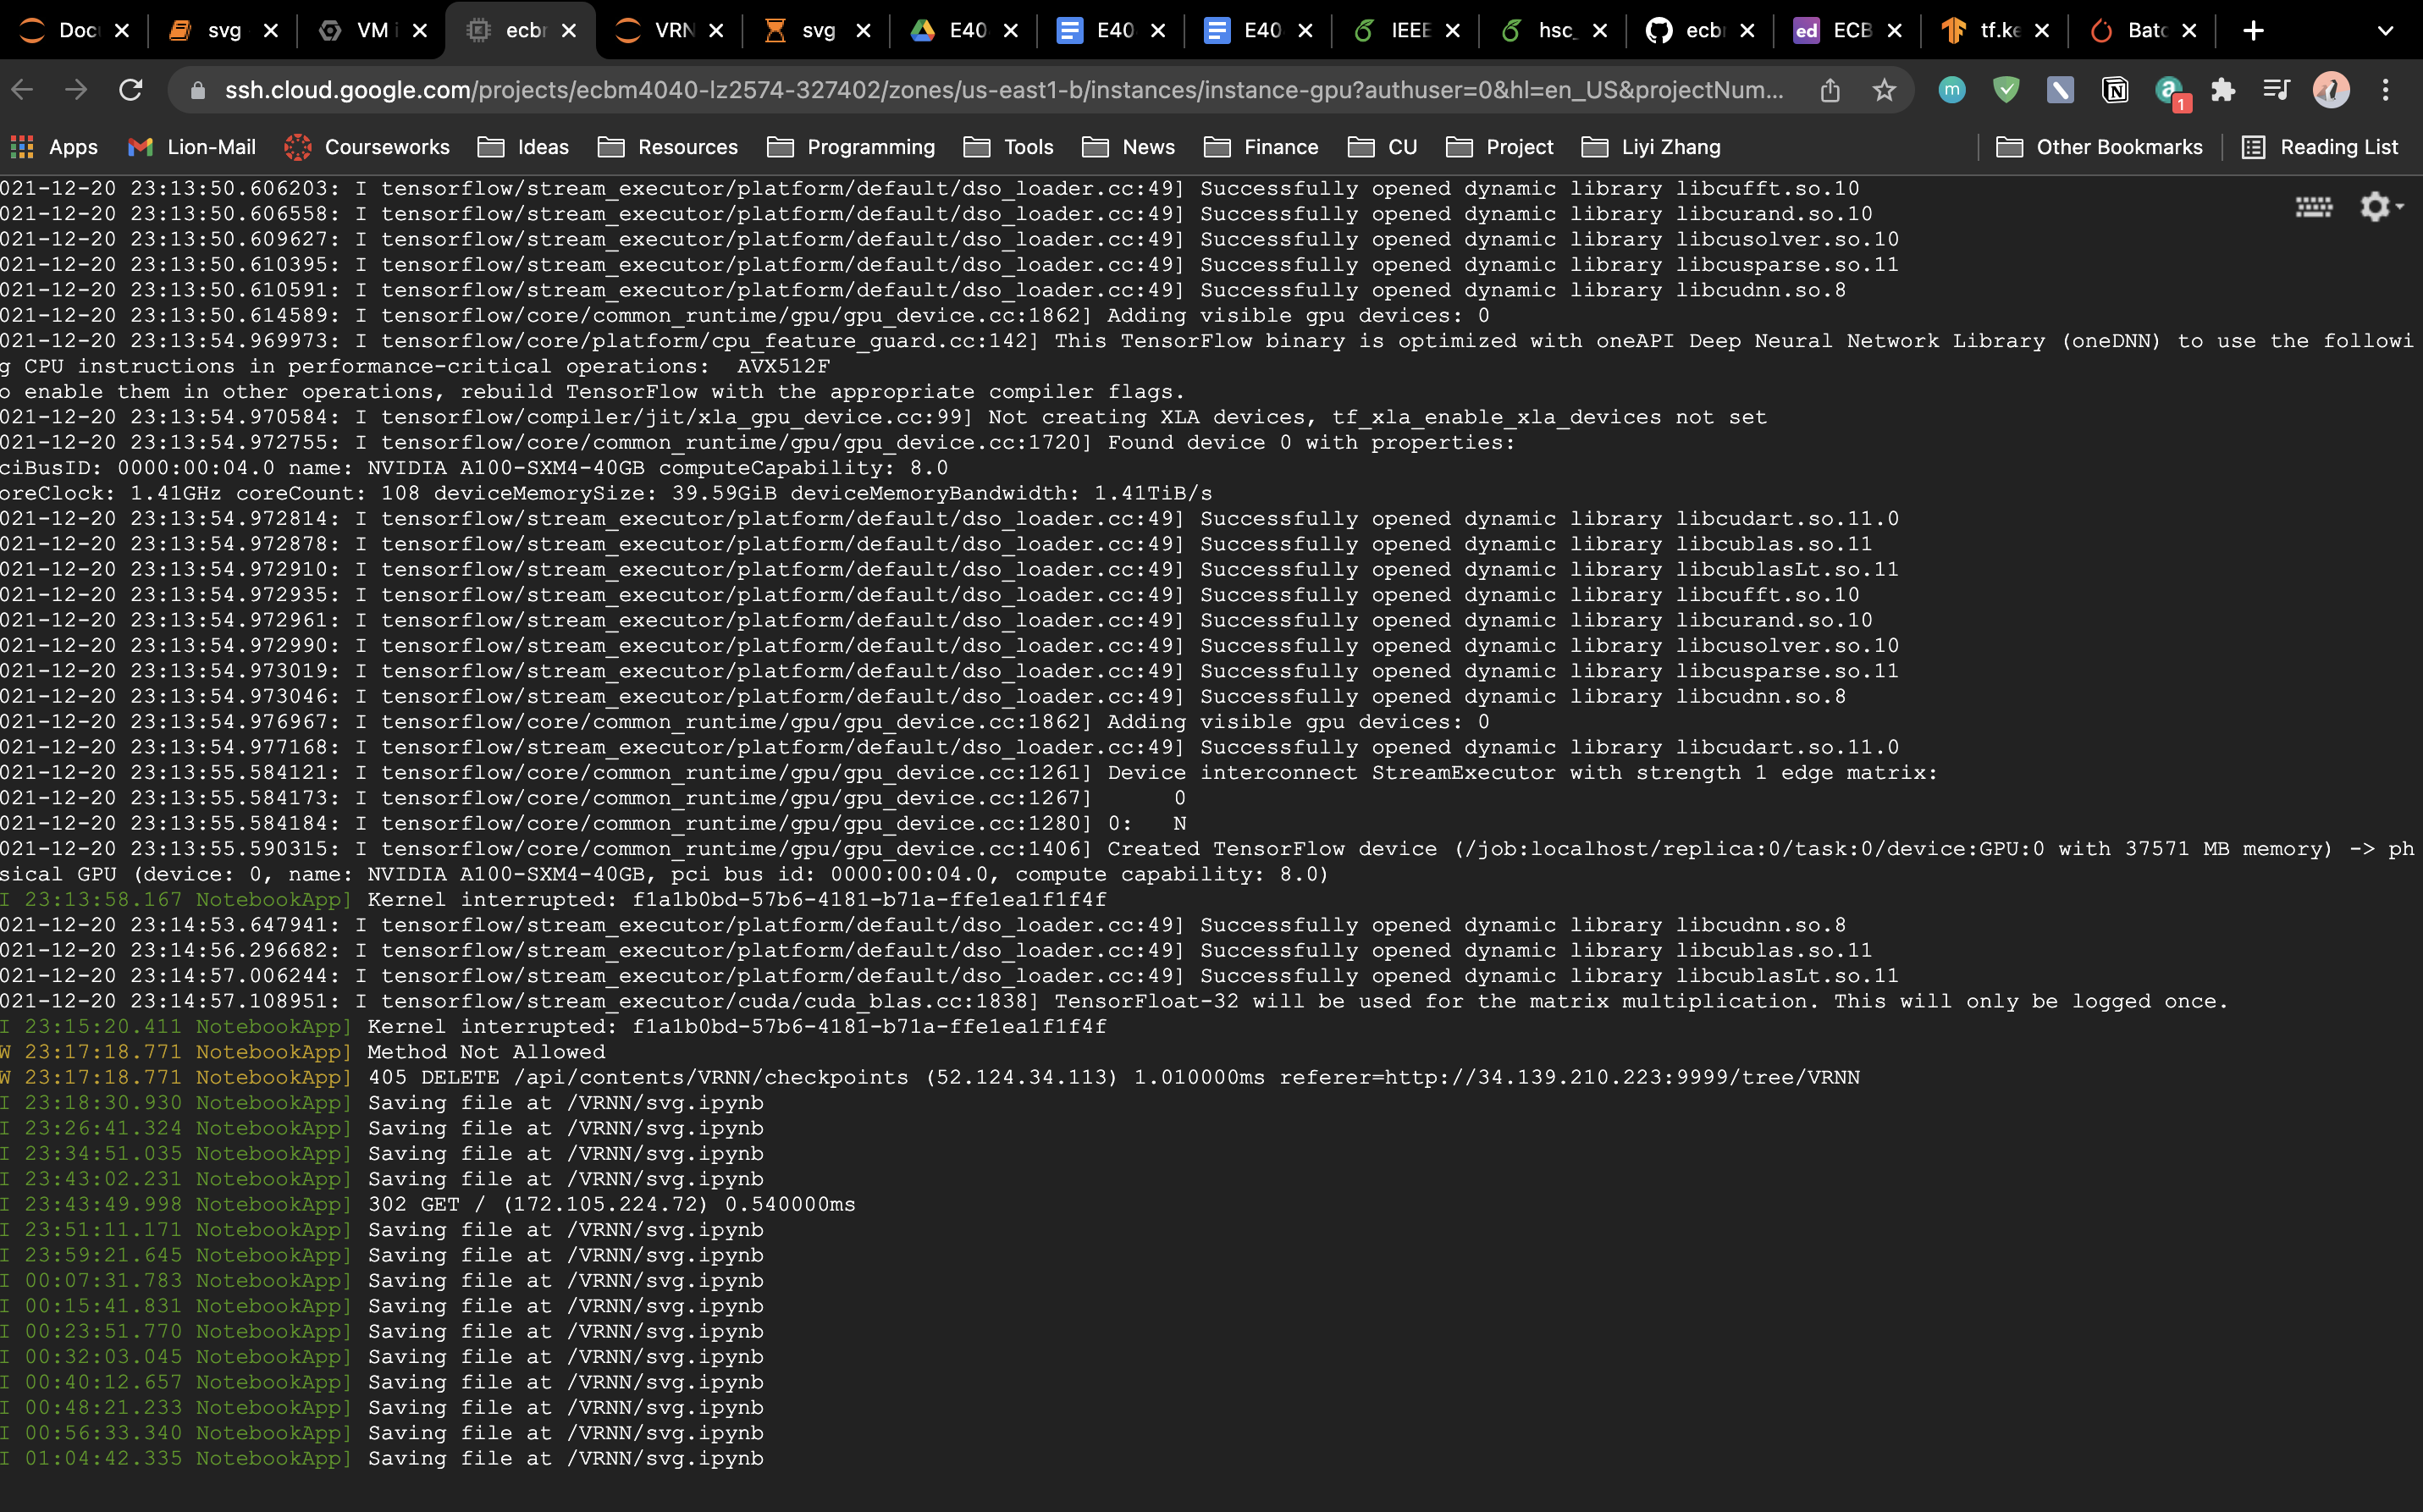 Docu
svg
VM i
ecbm
VRN
svg
E40
E40
E40
IEEE
hsc_
ecbm
ed ECB
tf.ke
Batc
ssh.cloud.google.com/projects/ecbm4040-lz2574-327402/zones/us-east1-b/instances/instance-gpu?authuser=0&hl=en_US&projectNum...
m
a
1
Apps
Lion-Mail
Courseworks
Ideas
Resources
Programming
Tools
News
Finance
CU
Project
Liyi Zhang
Other Bookmarks
Reading List
021-12-20 23:13:50.606203: I tensorflow/stream_executor/platform/default/dso_loader.cc:49] Successfully opened dynamic library libcufft.so.10
021-12-20 23:13:50.606558: I tensorflow/stream_executor/platform/default/dso_loader.cc:49] Successfully opened dynamic library libcurand.so.10
021-12-20 23:13:50.609627: I tensorflow/stream_executor/platform/default/dso_loader.cc:49] Successfully opened dynamic library libcusolver.so.10
021-12-20 23:13:50.610395: I tensorflow/stream_executor/platform/default/dso_loader.cc:49] Successfully opened dynamic library libcusparse.so.11
021-12-20 23:13:50.610591: I tensorflow/stream_executor/platform/default/dso_loader.cc:49] Successfully opened dynamic library libcudnn.so.8
021-12-20 23:13:50.614589: I tensorflow/core/common_runtime/gpu/gpu_device.cc:1862] Adding visible gpu devices: 0
021-12-20 23:13:54.969973: I tensorflow/core/platform/cpu_feature_guard.cc:142] This TensorFlow binary is optimized with oneAPI Deep Neural Network Library (oneDNN) to use the followi
g CPU instructions in performance-critical operations:  AVX512F
o enable them in other operations, rebuild TensorFlow with the appropriate compiler flags.
021-12-20 23:13:54.970584: I tensorflow/compiler/jit/xla_gpu_device.cc:99] Not creating XLA devices, tf_xla_enable_xla_devices not set
021-12-20 23:13:54.972755: I tensorflow/core/common_runtime/gpu/gpu_device.cc:1720] Found device 0 with properties:
ciBusID: 0000:00:04.0 name: NVIDIA A100-SXM4-40GB computeCapability: 8.0
oreClock: 1.41GHz coreCount: 108 deviceMemorySize: 39.59GiB deviceMemoryBandwidth: 1.41TiB/s
021-12-20 23:13:54.972814: I tensorflow/stream_executor/platform/default/dso_loader.cc:49] Successfully opened dynamic library libcudart.so.11.0
021-12-20 23:13:54.972878: I tensorflow/stream_executor/platform/default/dso_loader.cc:49] Successfully opened dynamic library libcublas.so.11
021-12-20 23:13:54.972910: I tensorflow/stream_executor/platform/default/dso_loader.cc:49] Successfully opened dynamic library libcublasLt.so.11
021-12-20 23:13:54.972935: I tensorflow/stream_executor/platform/default/dso_loader.cc:49] Successfully opened dynamic library libcufft.so.10
021-12-20 23:13:54.972961: I tensorflow/stream_executor/platform/default/dso_loader.cc:49] Successfully opened dynamic library libcurand.so.10
021-12-20 23:13:54.972990: I tensorflow/stream_executor/platform/default/dso_loader.cc:49] Successfully opened dynamic library libcusolver.so.10
021-12-20 23:13:54.973019: I tensorflow/stream_executor/platform/default/dso_loader.cc:49] Successfully opened dynamic library libcusparse.so.11
021-12-20 23:13:54.973046: I tensorflow/stream_executor/platform/default/dso_loader.cc:49] Successfully opened dynamic library libcudnn.so.8
021-12-20 23:13:54.976967: I tensorflow/core/common_runtime/gpu/gpu_device.cc:1862] Adding visible gpu devices: 0
021-12-20 23:13:54.977168: I tensorflow/stream_executor/platform/default/dso_loader.cc:49] Successfully opened dynamic library libcudart.so.11.0
021-12-20 23:13:55.584121: I tensorflow/core/common_runtime/gpu/gpu_device.cc:1261] Device interconnect StreamExecutor with strength 1 edge matrix:
021-12-20 23:13:55.584173: I tensorflow/core/common_runtime/gpu/gpu_device.cc:1267]      0
021-12-20 23:13:55.584184: I tensorflow/core/common_runtime/gpu/gpu_device.cc:1280] 0:   N
021-12-20 23:13:55.590315: I tensorflow/core/common_runtime/gpu/gpu_device.cc:1406] Created TensorFlow device (/job:localhost/replica:0/task:0/device:GPU:0 with 37571 MB memory) -> ph
sical GPU (device: 0, name: NVIDIA A100-SXM4-40GB, pci bus id: 0000:00:04.0, compute capability: 8.0)
I 23:13:58.167 NotebookApp] Kernel interrupted: f1a1b0bd-57b6-4181-b71a-ffe1ea1f1f4f
021-12-20 23:14:53.647941: I tensorflow/stream_executor/platform/default/dso_loader.cc:49] Successfully opened dynamic library libcudnn.so.8
021-12-20 23:14:56.296682: I tensorflow/stream_executor/platform/default/dso_loader.cc:49] Successfully opened dynamic library libcublas.so.11
021-12-20 23:14:57.006244: I tensorflow/stream_executor/platform/default/dso_loader.cc:49] Successfully opened dynamic library libcublasLt.so.11
021-12-20 23:14:57.108951: I tensorflow/stream_executor/cuda/cuda_blas.cc:1838] TensorFloat-32 will be used for the matrix multiplication. This will only be logged once.
I 23:15:20.411 NotebookApp] Kernel interrupted: f1a1b0bd-57b6-4181-b71a-ffe1ea1f1f4f
W 23:17:18.771 NotebookApp] Method Not Allowed
W 23:17:18.771 NotebookApp] 405 DELETE /api/contents/VRNN/checkpoints (52.124.34.113) 1.010000ms referer=http://34.139.210.223:9999/tree/VRNN
I 23:18:30.930 NotebookApp] Saving file at /VRNN/svg.ipynb
I 23:26:41.324 NotebookApp] Saving file at /VRNN/svg.ipynb
I 23:34:51.035 NotebookApp] Saving file at /VRNN/svg.ipynb
I 23:43:02.231 NotebookApp] Saving file at /VRNN/svg.ipynb
I 23:43:49.998 NotebookApp] 302 GET / (172.105.224.72) 0.540000ms
I 23:51:11.171 NotebookApp] Saving file at /VRNN/svg.ipynb
I 23:59:21.645 NotebookApp] Saving file at /VRNN/svg.ipynb
I 00:07:31.783 NotebookApp] Saving file at /VRNN/svg.ipynb
I 00:15:41.831 NotebookApp] Saving file at /VRNN/svg.ipynb
I 00:23:51.770 NotebookApp] Saving file at /VRNN/svg.ipynb
I 00:32:03.045 NotebookApp] Saving file at /VRNN/svg.ipynb
I 00:40:12.657 NotebookApp] Saving file at /VRNN/svg.ipynb
I 00:48:21.233 NotebookApp] Saving file at /VRNN/svg.ipynb
I 00:56:33.340 NotebookApp] Saving file at /VRNN/svg.ipynb
I 01:04:42.335 NotebookApp] Saving file at /VRNN/svg.ipynb